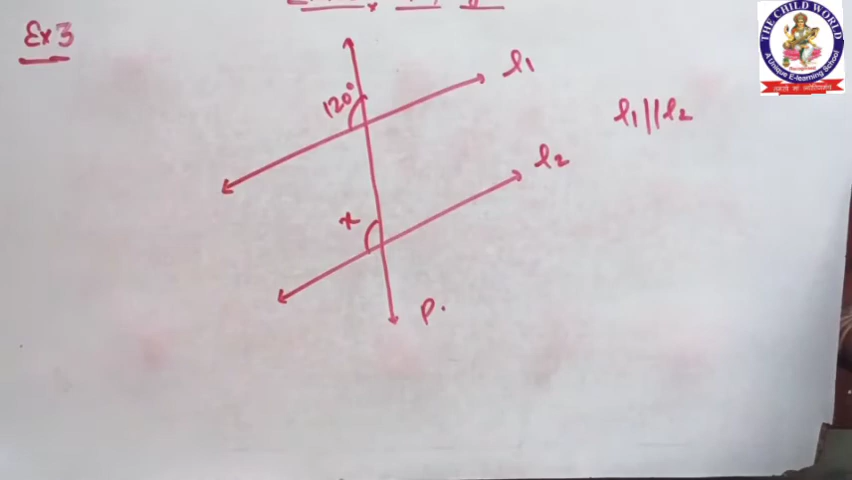 Ex 3
120°
l1
l1 || l2
l2
x
P.
THE CHILD WORLD
A Unique E-learning School